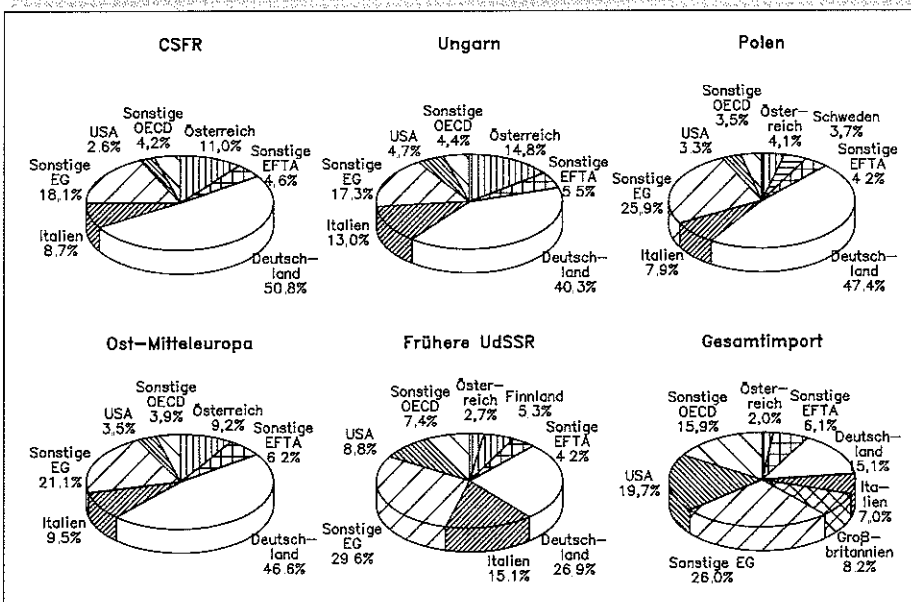 CSFR
Sonstige
OECD
4,2%
USA
2.6%
Österreich
11,0%
Sonstige
EFTA
4,6%
Sonstige
EG
18,1%
Italien
8,7%
Deutsch–
land
50,8%
Ungarn
Sonstige
OECD
4,4%
USA
4,7%
Österreich
14,8%
Sonstige
EFTA
5 5%
Sonstige
EG
17,3%
Italien
13,0%
Deutsch–
land
40,3%
Polen
Sonstige
OECD
3,5%
USA
3.3%
Öster–
reich
4,1%
Schweden
3,7%
Sonstige
EFTA
4 2%
Sonstige
EG
25,9%
Italien
7,9%
Deutsch–
land
47,4%
Ost–Mitteleuropa
Sonstige
OECD
3,9%
USA
3,5%
Österreich
9,2%
Sonstige
EFTA
6 2%
Sonstige
EG
21,1%
Italien
9,5%
Deutsch–
land
46 6%
Frühere UdSSR
Sonstige
OECD
7,4%
USA
8,8%
Öster–
reich
2,7%
Finnland
5,3%
Sontige
EFTA
4 2%
Sonstige
EG
29 6%
Italien
15.1%
Deutsch–
land
26,9%
Gesamtimport
Sonstige
OECD
15,9%
Öster–
reich
2,0%
Sonstige
EFTA
6,1%
Deutsch–
land
15,1%
USA
19,7%
Ita–
lien
7,0%
Groß–
britannien
8.2%
Sonstige EG
26,0%